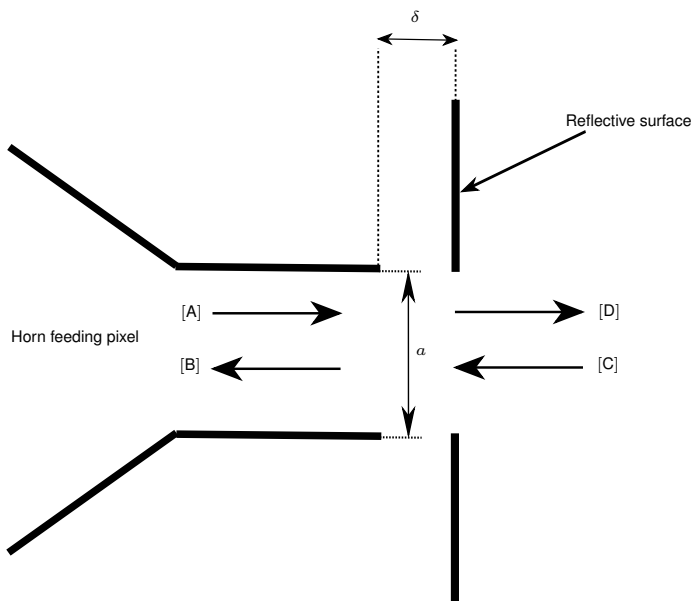 δ
Reflective surface
[A]
[D]
Horn feeding pixel
a
[B]
[C]